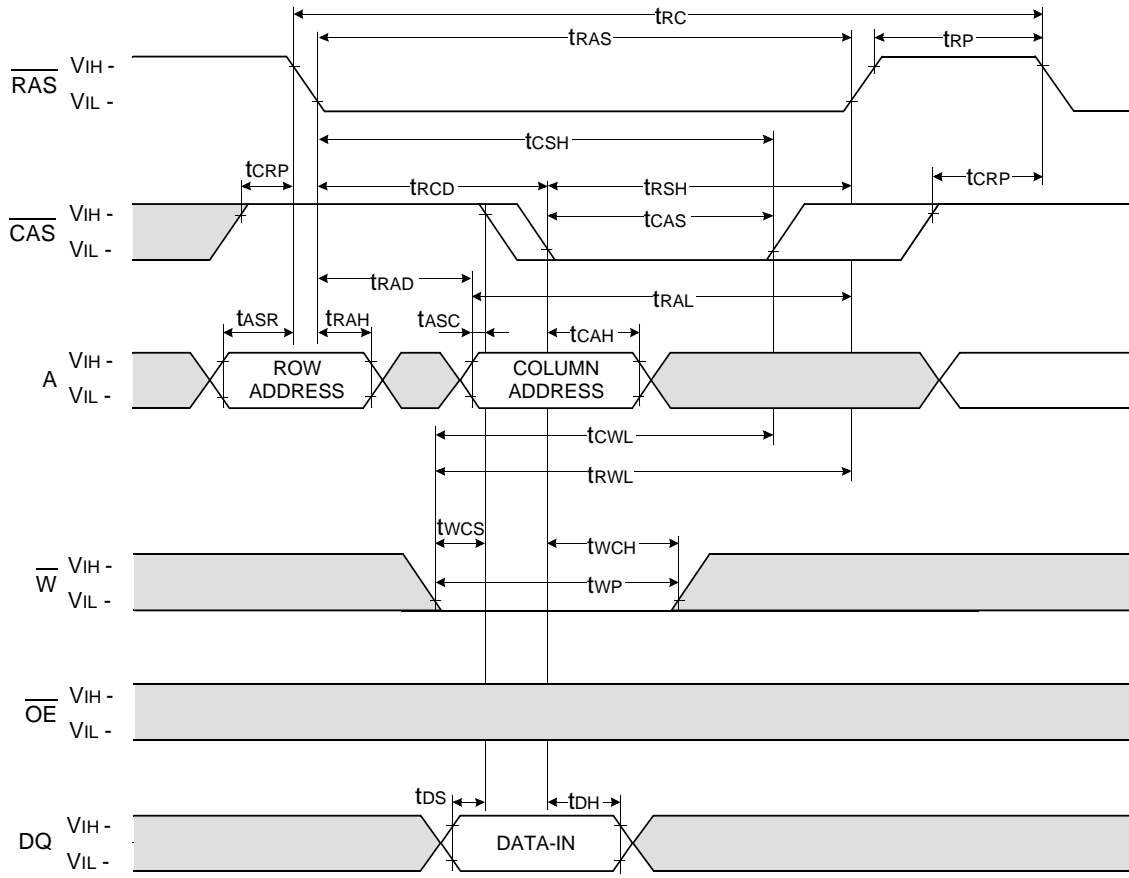 tRC
tRAS
tRP
RAS
VIH -
VIL -
tCSH
tCRP
tRCD
tRSH
tCRP
CAS
VIH -
VIL -
tCAS
tRAD
tRAL
tASR
tRAH
tASC
tCAH
A
VIH -
VIL -
ROW
ADDRESS
COLUMN
ADDRESS
tCWL
tRWL
tWCS
tWCH
W
VIH -
VIL -
tWP
OE
VIH -
VIL -
tDS
tDH
DQ
VIH -
VIL -
DATA-IN